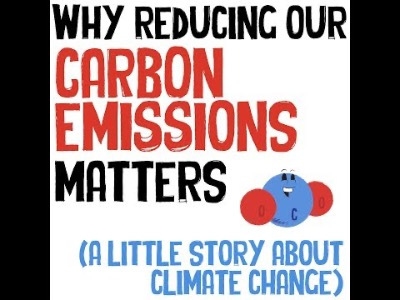 WHY REDUCING OUR
CARBON
EMISSIONS
MATTERS
O C O
(A LITTLE STORY ABOUT
CLIMATE CHANGE)